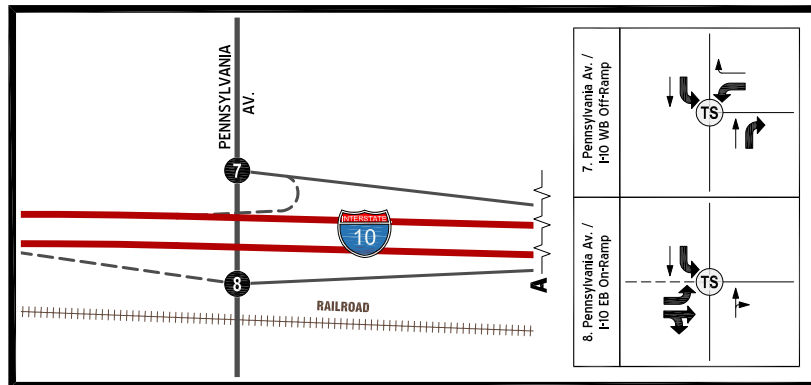 PENNSYLVANIA
AV.
7
INTERSTATE
10
8
RAILROAD
A
7. Pennsylvania Av. /
I-10 WB Off-Ramp
TS
8. Pennsylvania Av. /
I-10 EB On-Ramp
TS